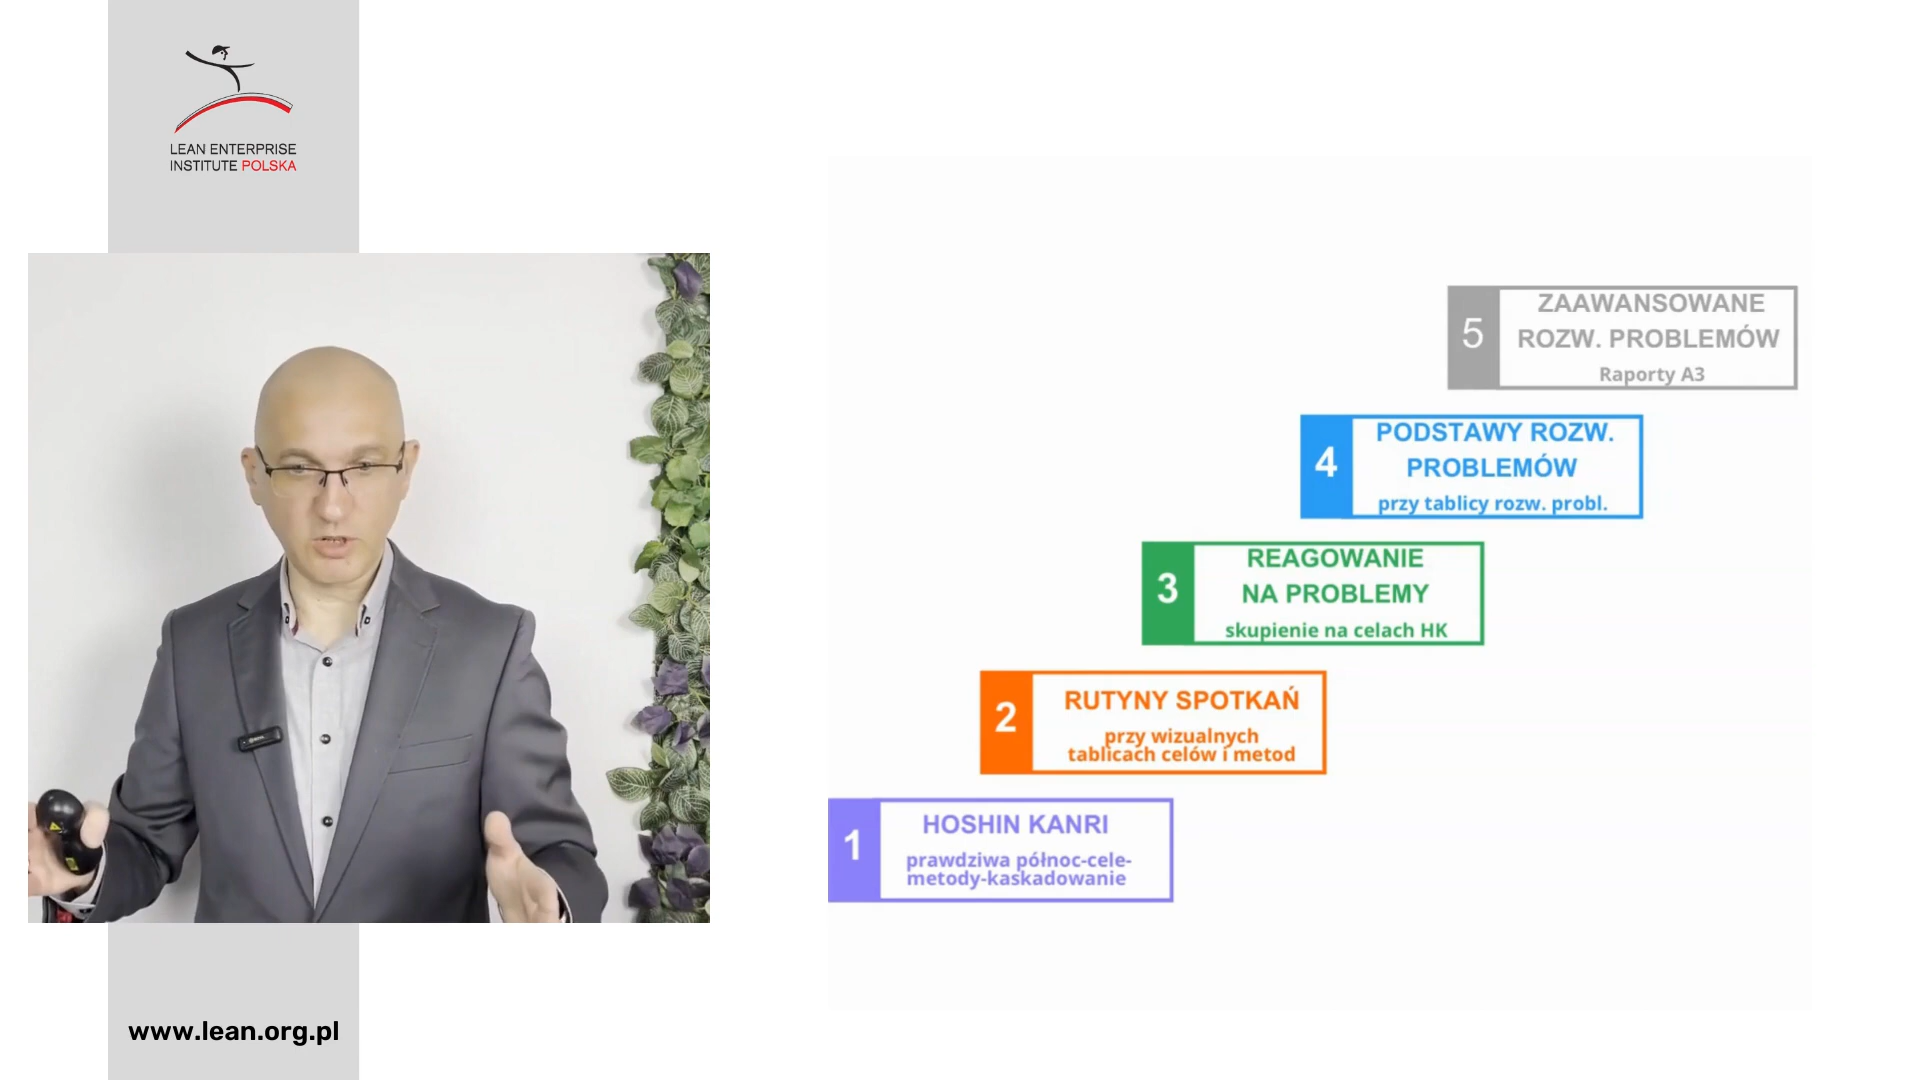 LEAN ENTERPRISE
INSTITUTE POLSKA
5
ZAAWANSOWANE
ROZW. PROBLEMÓW
Raporty A3
4
PODSTAWY ROZW.
PROBLEMÓW
przy tablicy rozw. probl.
3
REAGOWANIE
NA PROBLEMY
skupienie na celach HK
2
RUTYNY SPOTKAŃ
przy wizualnych
tablicach celów i metod
1
HOSHIN KANRI
prawdziwa północ-cele-
metody-kaskadowanie
www.lean.org.pl